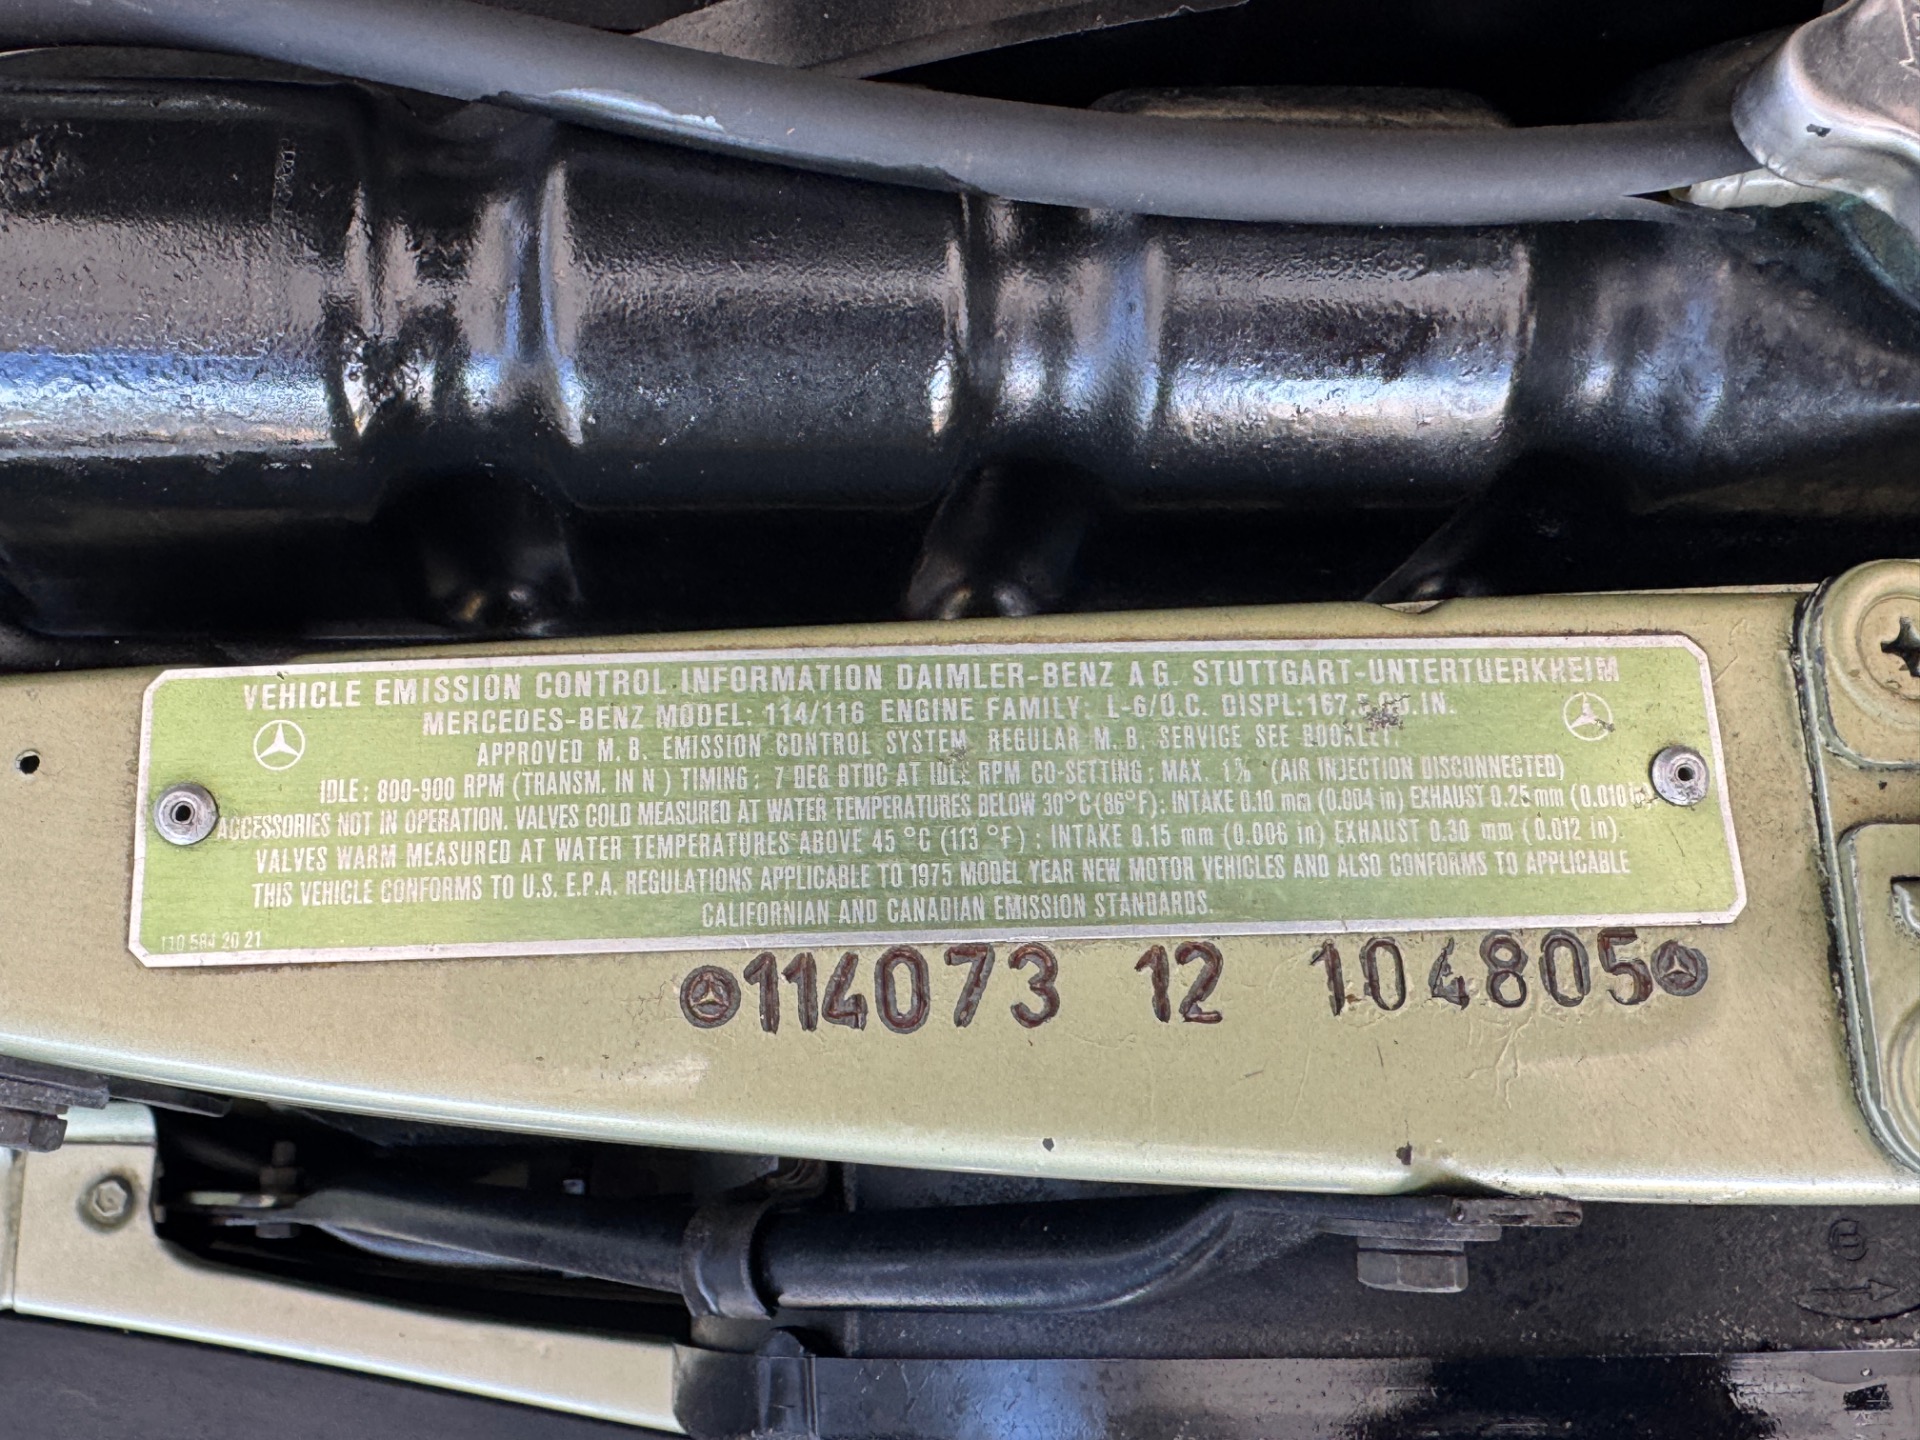 VEHICLE EMISSION CONTROL INFORMATION DAIMLER-BENZ A G. STUTTGART-UNTERTUERKHEIM
MERCEDES-BENZ MODEL: 114/116 ENGINE FAMILY: L-6/O.C. DISPL: 167.5 CU. IN.
APPROVED M. B. EMISSION CONTROL SYSTEM REGULAR M. B. SERVICE SEE BOOKLET.
IDLE: 800-900 RPM (TRANSM. IN N ) TIMING: 7 DEG BTDC AT IDLE RPM CO-SETTING: MAX. 1% (AIR INJECTION DISCONNECTED)
ACCESSORIES NOT IN OPERATION. VALVES COLD MEASURED AT WATER TEMPERATURES BELOW 30°C (86°F): INTAKE 0.10 mm (0.004 in) EXHAUST 0.25 mm (0.010 in)
VALVES WARM MEASURED AT WATER TEMPERATURES ABOVE 45 °C (113 °F) : INTAKE 0.15 mm (0.006 in) EXHAUST 0.30 mm (0.012 in).
THIS VEHICLE CONFORMS TO U.S. E.P.A. REGULATIONS APPLICABLE TO 1975 MODEL YEAR NEW MOTOR VEHICLES AND ALSO CONFORMS TO APPLICABLE
CALIFORNIAN AND CANADIAN EMISSION STANDARDS.
110 584 20 21
114073 12 104805
B